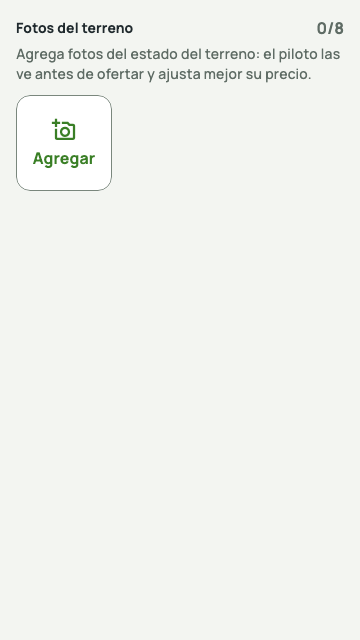 Fotos del terreno 0/8
Agrega fotos del estado del terreno: el piloto las
ve antes de ofertar y ajusta mejor su precio.
Agregar